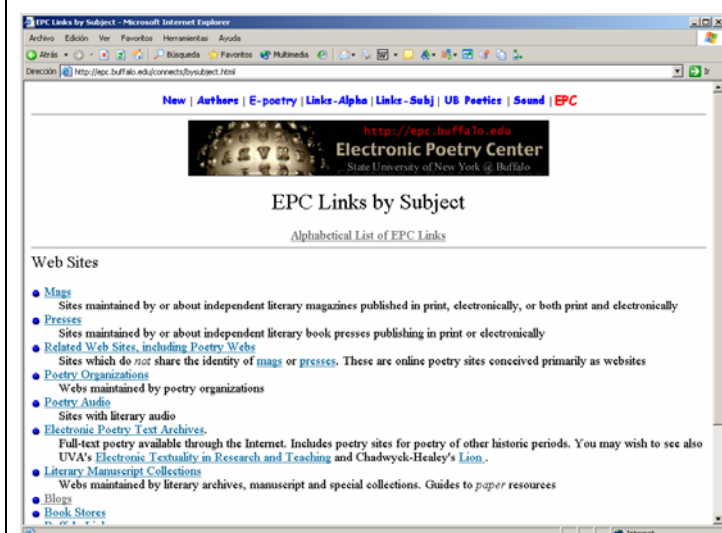 EPC Links by Subject - Microsoft Internet Explorer
Archivo Edición Ver Favoritos Herramientas Ayuda
Atrás Búsqueda Favoritos Multimedia
Dirección http://epc.buffalo.edu/connects/bysubject.html Ir
New | Authors | E-poetry | Links-Alpha | Links-Subj | UB Poetics | Sound | EPC
http://epc.buffalo.edu
Electronic Poetry Center
State University of New York @ Buffalo
EPC Links by Subject
Alphabetical List of EPC Links
Web Sites
Mags
Sites maintained by or about independent literary magazines published in print, electronically, or both print and electronically
Presses
Sites maintained by or about independent literary book presses publishing in print or electronically
Related Web Sites, including Poetry Webs
Sites which do not share the identity of mags or presses. These are online poetry sites conceived primarily as websites
Poetry Organizations
Webs maintained by poetry organizations
Poetry Audio
Sites with literary audio
Electronic Poetry Text Archives.
Full-text poetry available through the Internet. Includes poetry sites for poetry of other historic periods. You may wish to see also
UVA's Electronic Textuality in Research and Teaching and Chadwyck-Healey's Lion .
Literary Manuscript Collections
Webs maintained by literary archives, manuscript and special collections. Guides to paper resources
Blogs
Book Stores
Internet